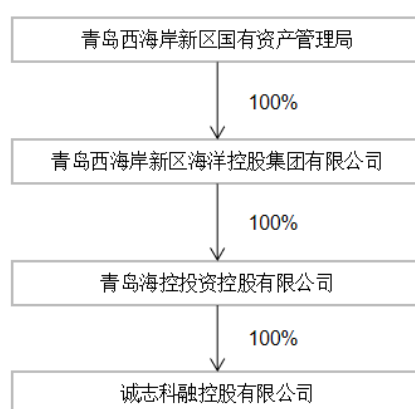 青岛西海岸新区国有资产管理局
100%
青岛西海岸新区海洋控股集团有限公司
100%
青岛海控投资控股有限公司
100%
诚志科融控股有限公司